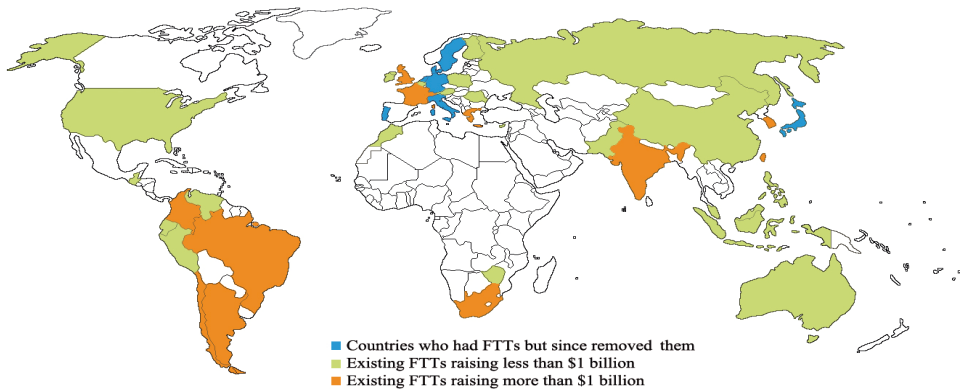 Countries who had FTTs but since removed them
Existing FTTs raising less than $1 billion
Existing FTTs raising more than $1 billion